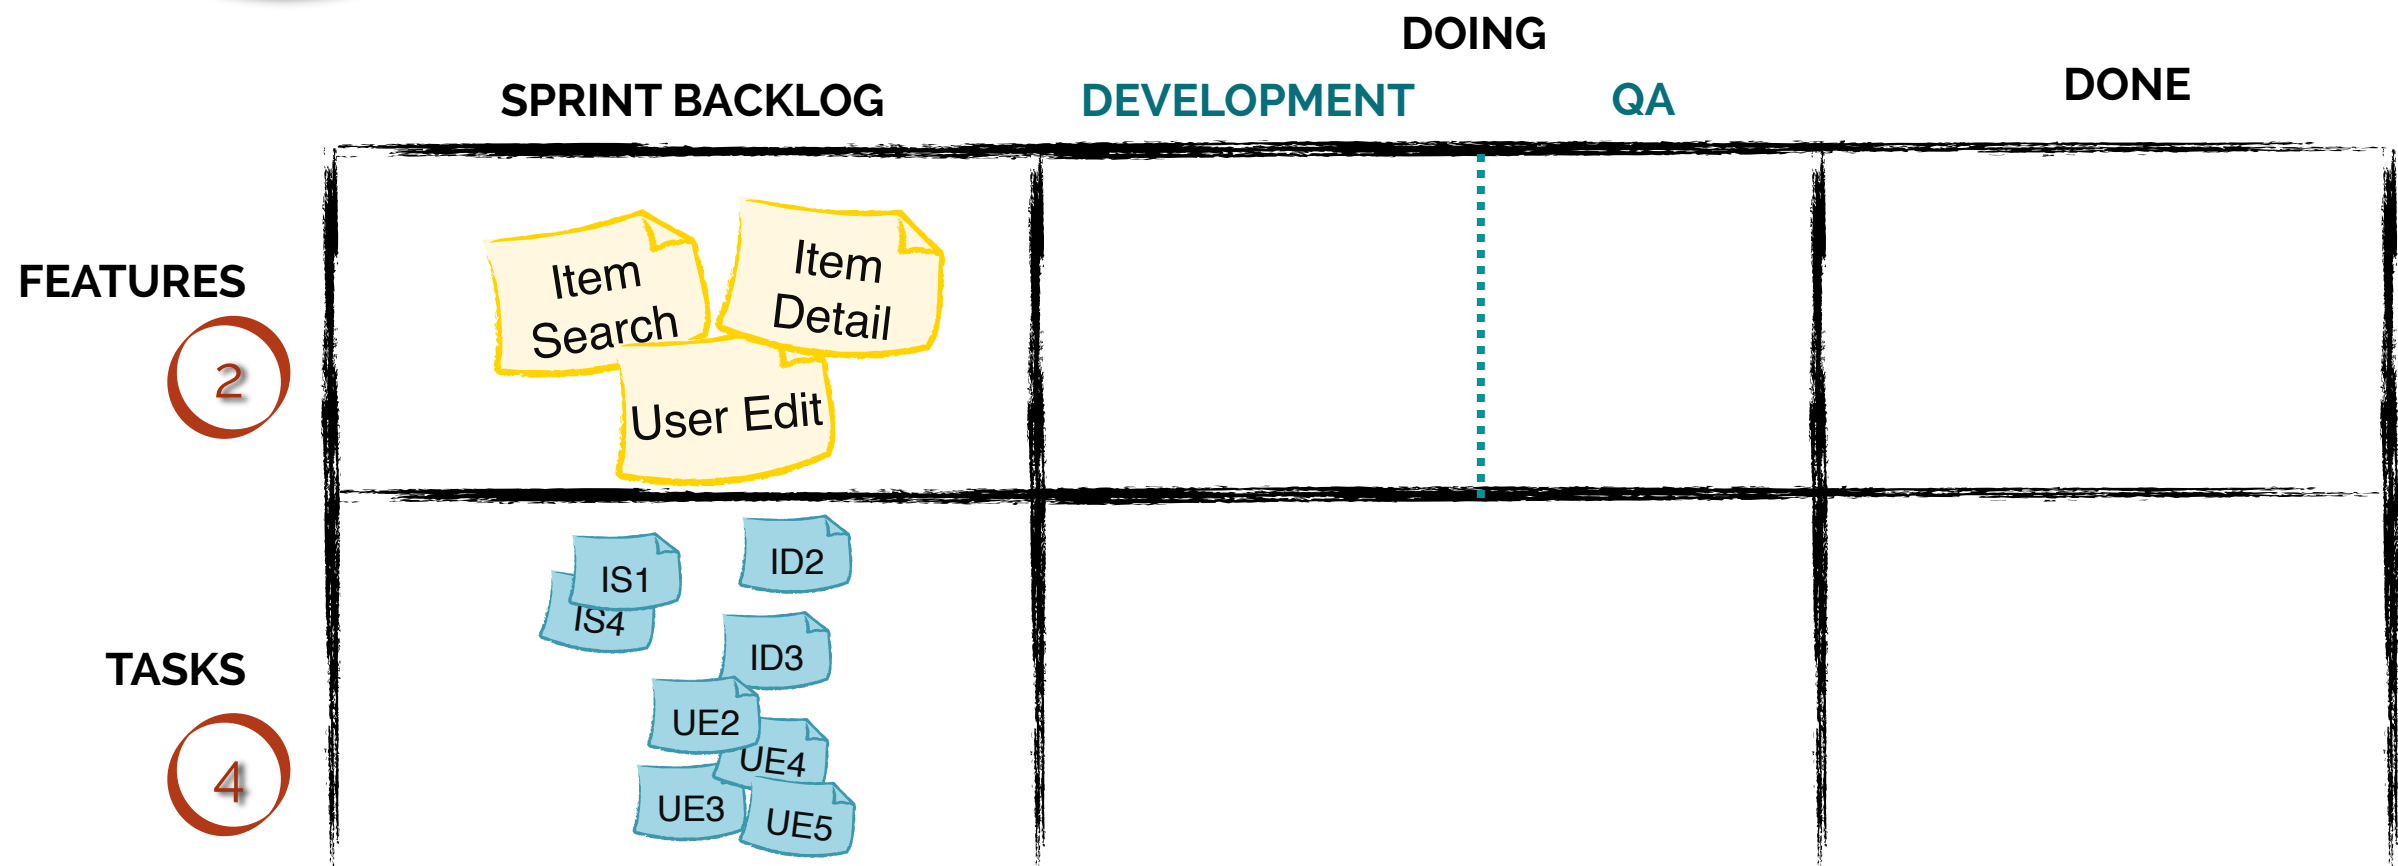 DOING
SPRINT BACKLOG
DEVELOPMENT
QA
DONE
FEATURES
2
Item
Search
Item
Detail
User Edit
TASKS
4
IS1
IS4
ID2
ID3
UE2
UE4
UE3
UE5